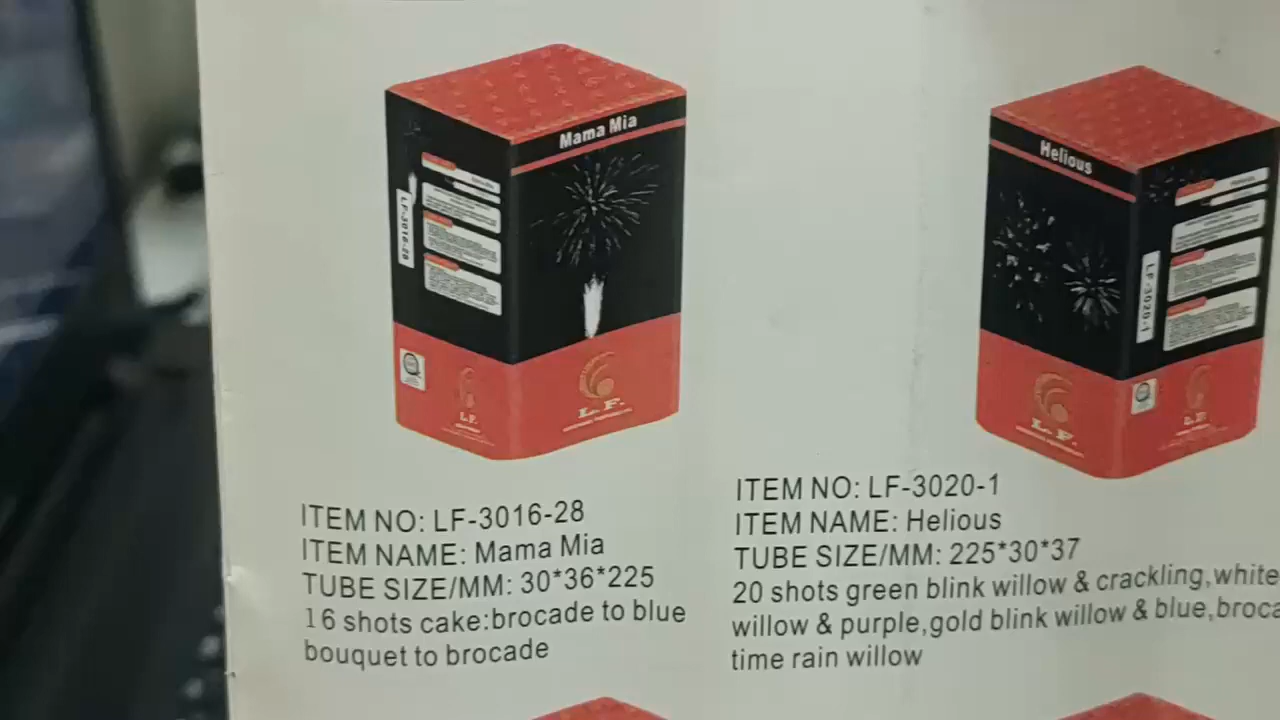 Mama Mia
LF-3016-28
L. F.
L. F.
Helious
LF-3020-1
L. F.
L. F.
ITEM NO: LF-3016-28
ITEM NAME: Mama Mia
TUBE SIZE/MM: 30*36*225
16 shots cake:brocade to blue
bouquet to brocade
ITEM NO: LF-3020-1
ITEM NAME: Helious
TUBE SIZE/MM: 225*30*37
20 shots green blink willow & crackling,white
willow & purple,gold blink willow & blue,broca
time rain willow